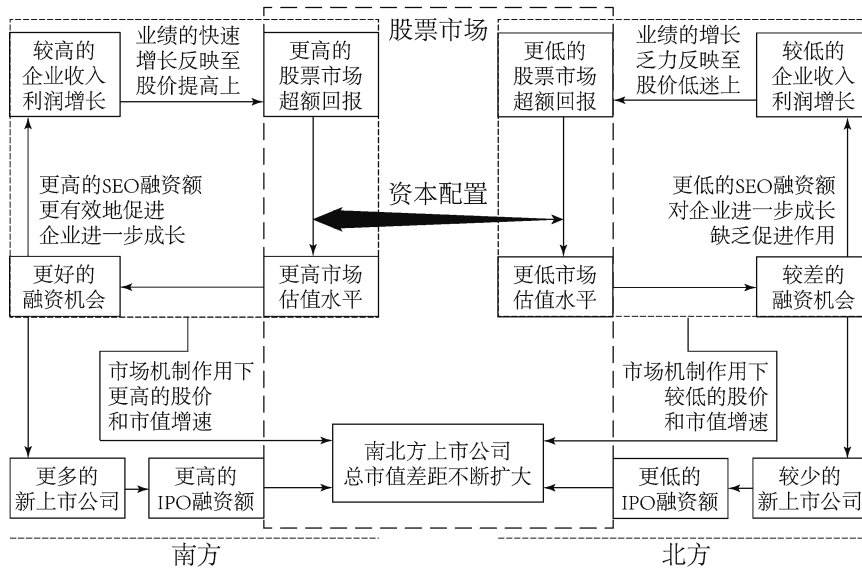 股票市场
较高的
企业收入
利润增长
业绩的快速
增长反映至
股价提高上
更高的
股票市场
超额回报
更低的
股票市场
超额回报
业绩的增长
乏力反映至
股价低迷上
较低的
企业收入
利润增长
更高的SEO融资额
更有效地促进
企业进一步成长
资本配置
更低的SEO融资额
对企业进一步成长
缺乏促进作用
更好的
融资机会
更高市场
估值水平
更低市场
估值水平
较差的
融资机会
市场机制作用下
更高的股价
和市值增速
市场机制作用下
较低的股价
和市值增速
南北方上市公司
总市值差距不断扩大
更多的
新上市公司
更高的
IPO融资额
更低的
IPO融资额
较少的
新上市公司
南方
北方